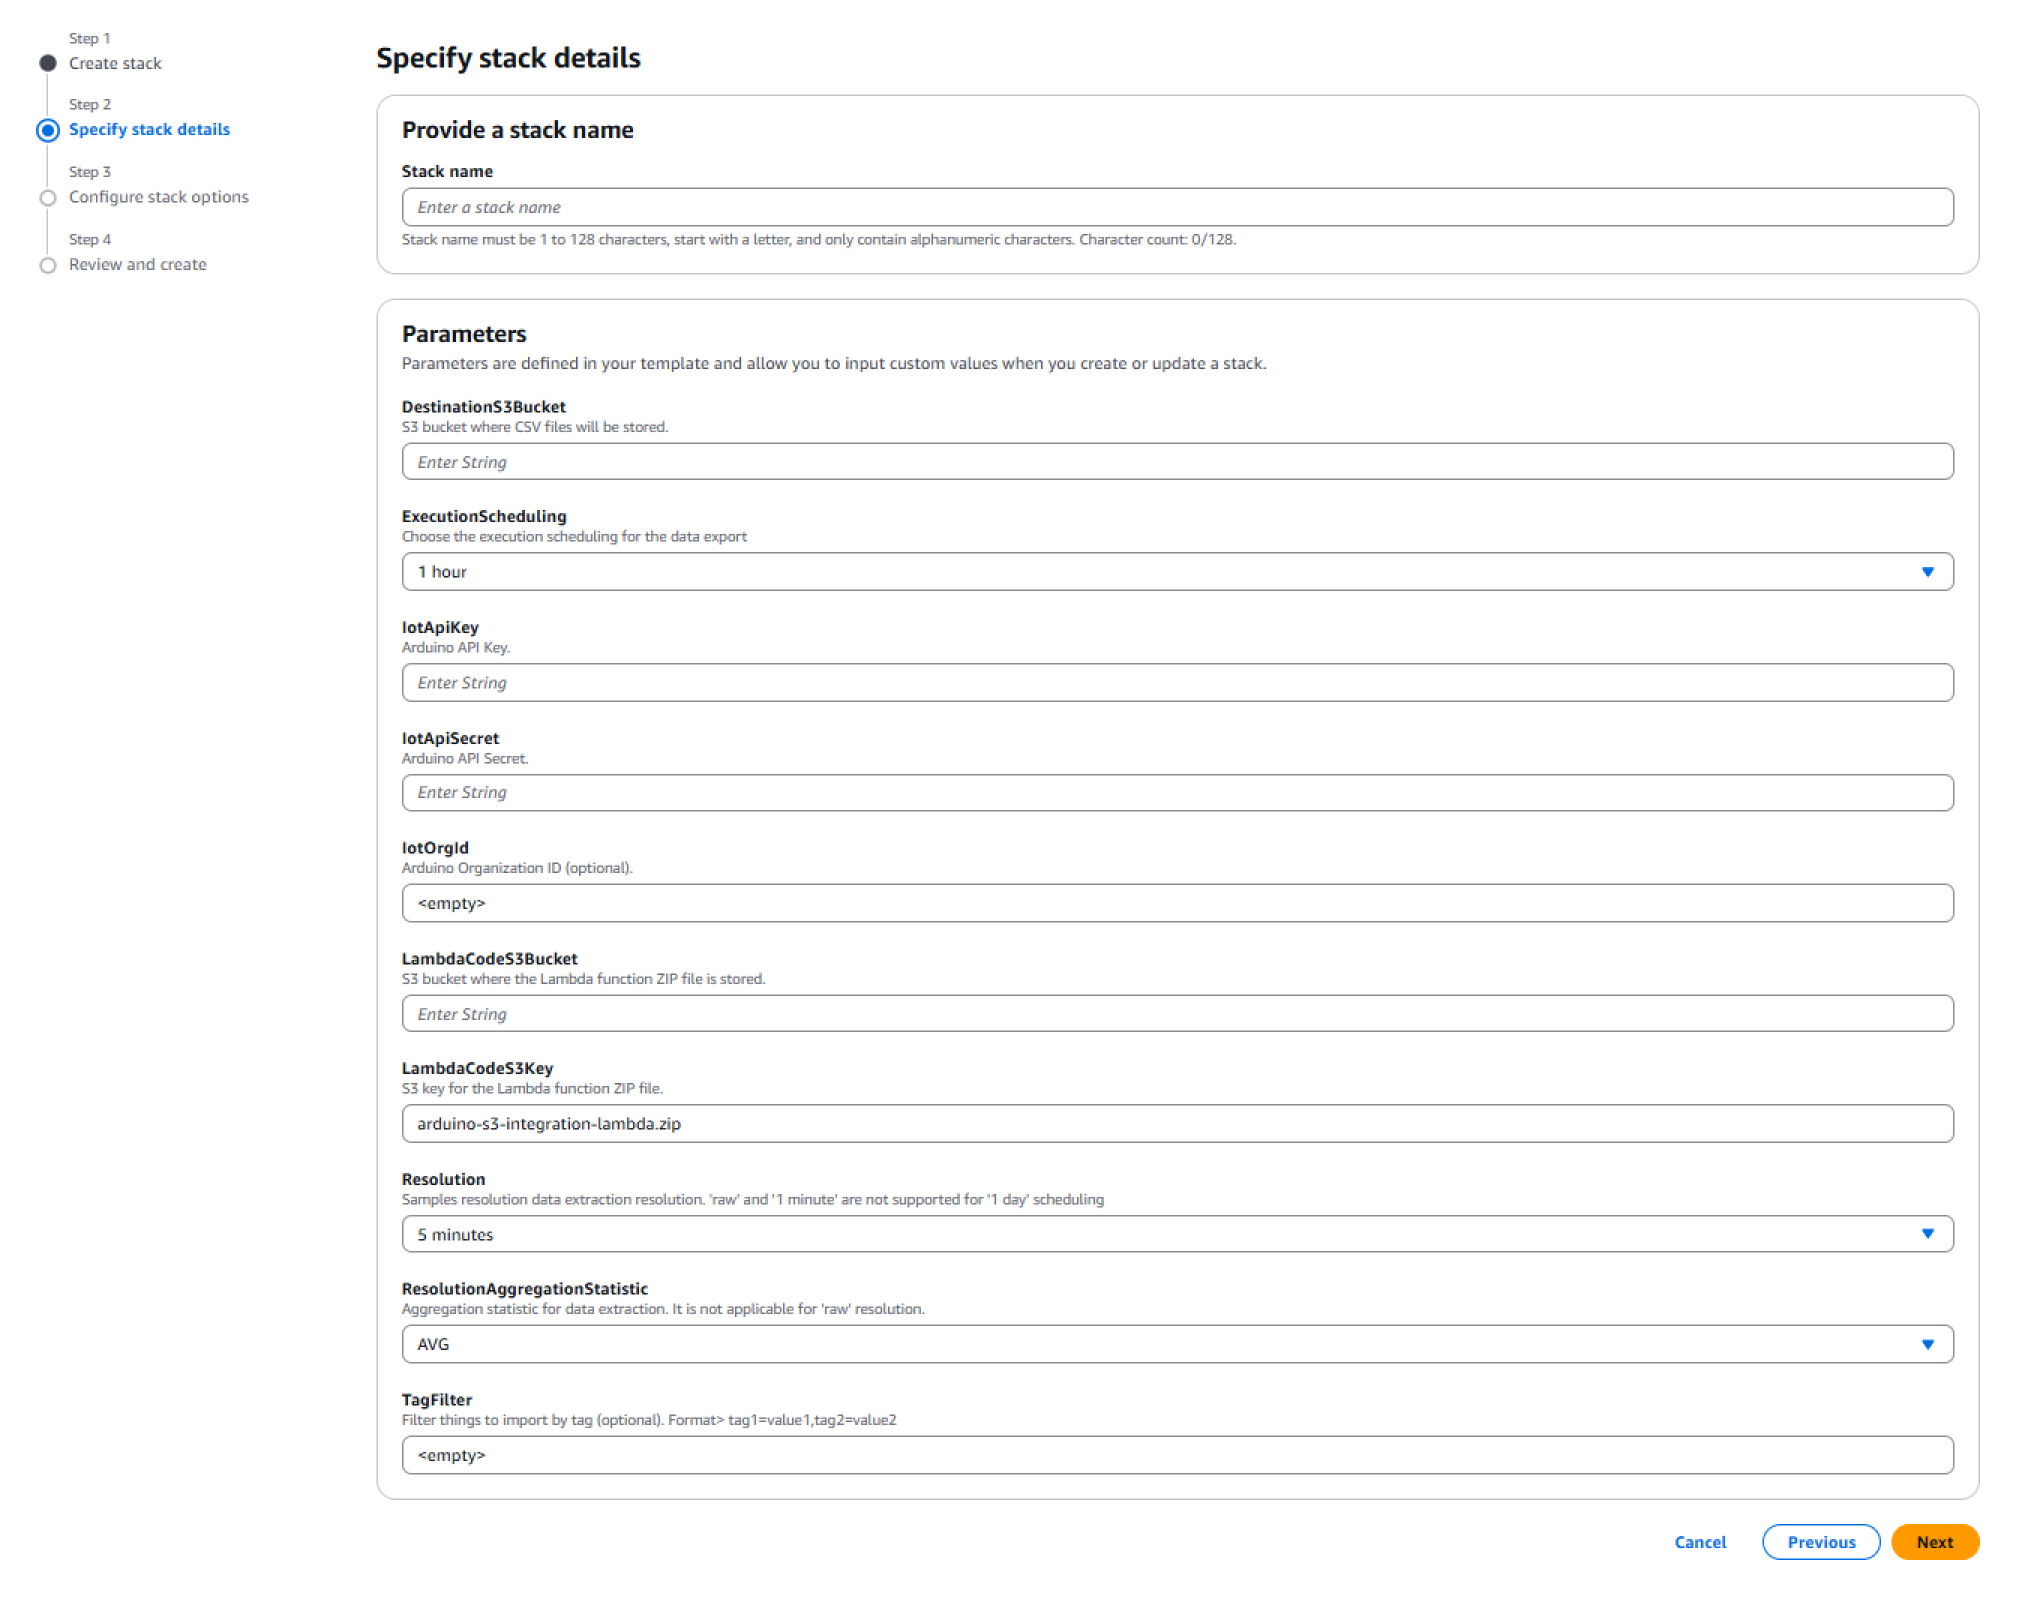 Step 1
Create stack
Step 2
Specify stack details
Step 3
Configure stack options
Step 4
Review and create
Specify stack details
Provide a stack name
Stack name
Enter a stack name
Stack name must be 1 to 128 characters, start with a letter, and only contain alphanumeric characters. Character count: 0/128.
Parameters
Parameters are defined in your template and allow you to input custom values when you create or update a stack.
DestinationS3Bucket
S3 bucket where CSV files will be stored.
Enter String
ExecutionScheduling
Choose the execution scheduling for the data export
1 hour
IotApiKey
Arduino API Key.
Enter String
IotApiSecret
Arduino API Secret.
Enter String
IotOrgId
Arduino Organization ID (optional).
<empty>
LambdaCodeS3Bucket
S3 bucket where the Lambda function ZIP file is stored.
Enter String
LambdaCodeS3Key
S3 key for the Lambda function ZIP file.
arduino-s3-integration-lambda.zip
Resolution
Samples resolution data extraction resolution. 'raw' and '1 minute' are not supported for '1 day' scheduling
5 minutes
ResolutionAggregationStatistic
Aggregation statistic for data extraction. It is not applicable for 'raw' resolution.
AVG
TagFilter
Filter things to import by tag (optional). Format> tag1=value1,tag2=value2
<empty>
Cancel
Previous
Next